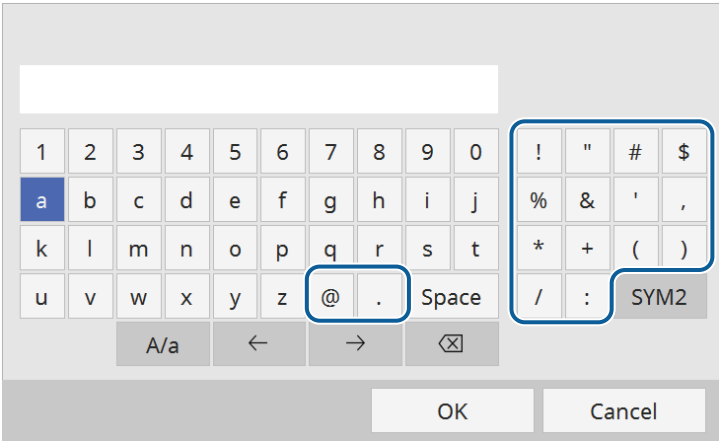 1 2 3 4 5 6 7 8 9 0 ! " # $
a b c d e f g h i j % & ' ,
k l m n o p q r s t * + ( )
u v w x y z @ . Space / : SYM2
A/a ← →
OK Cancel